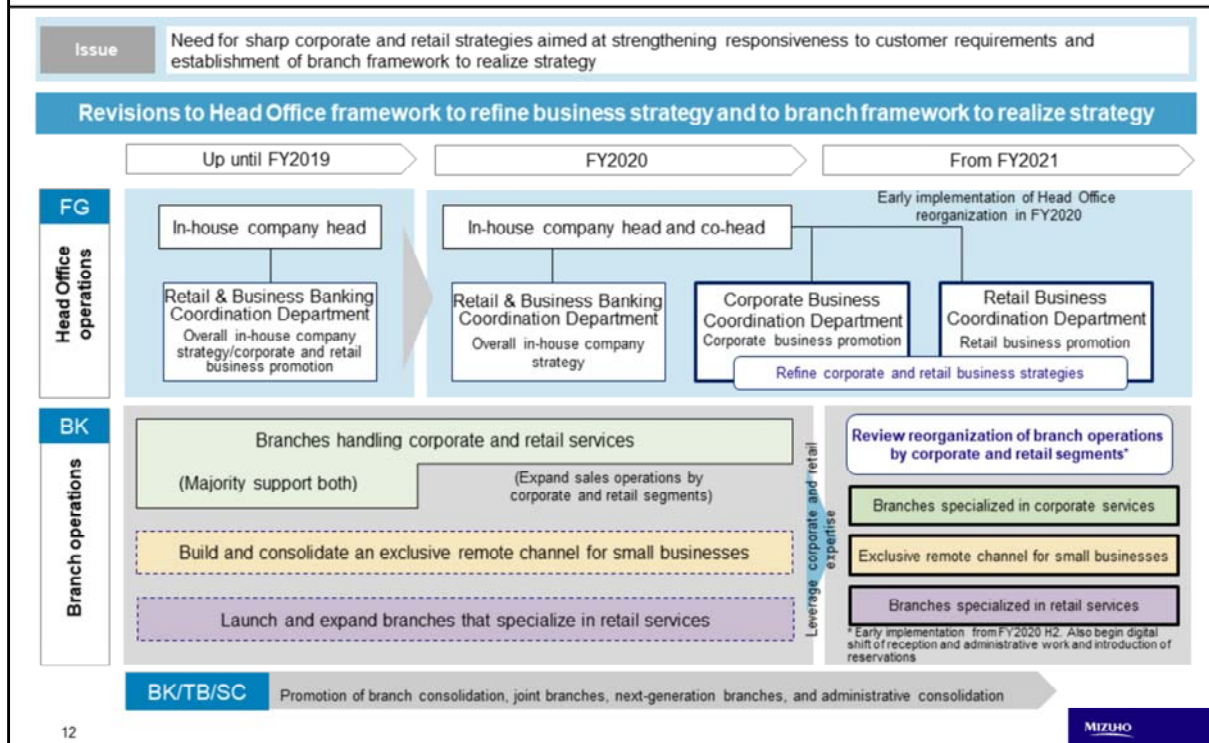 Issue
Need for sharp corporate and retail strategies aimed at strengthening responsiveness to customer requirements and
establishment of branch framework to realize strategy
Revisions to Head Office framework to refine business strategy and to branch framework to realize strategy
Up until FY2019
FY2020
From FY2021
FG
Head Office
operations
In-house company head
Retail & Business Banking
Coordination Department
Overall in-house company
strategy/corporate and retail
business promotion
In-house company head and co-head
Early implementation of Head Office
reorganization in FY2020
Retail & Business Banking
Coordination Department
Overall in-house company
strategy
Corporate Business
Coordination Department
Corporate business promotion
Retail Business
Coordination Department
Retail business promotion
Refine corporate and retail business strategies
BK
Branch operations
Branches handling corporate and retail services
(Majority support both)
(Expand sales operations by
corporate and retail segments)
Build and consolidate an exclusive remote channel for small businesses
Launch and expand branches that specialize in retail services
Leverage corporate and retail
expertise
Review reorganization of branch operations
by corporate and retail segments*
Branches specialized in corporate services
Exclusive remote channel for small businesses
Branches specialized in retail services
* Early implementation from FY2020 H2. Also begin digital
shift of reception and administrative work and introduction of
reservations
BK/TB/SC
Promotion of branch consolidation, joint branches, next-generation branches, and administrative consolidation
12
MIZUHO